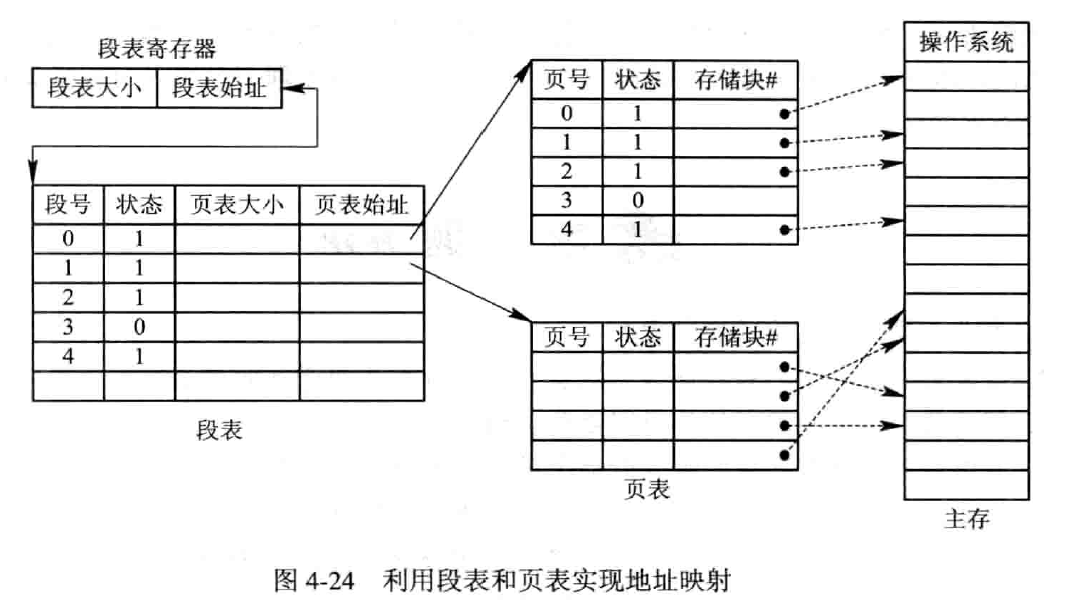 段表寄存器
段表大小 段表始址
段号 状态 页表大小 页表始址
0 1
1 1
2 1
3 0
4 1
段表
页号 状态 存储块#
0 1
1 1
2 1
3 0
4 1
页号 状态 存储块#
页表
操作系统
主存
图 4-24 利用段表和页表实现地址映射